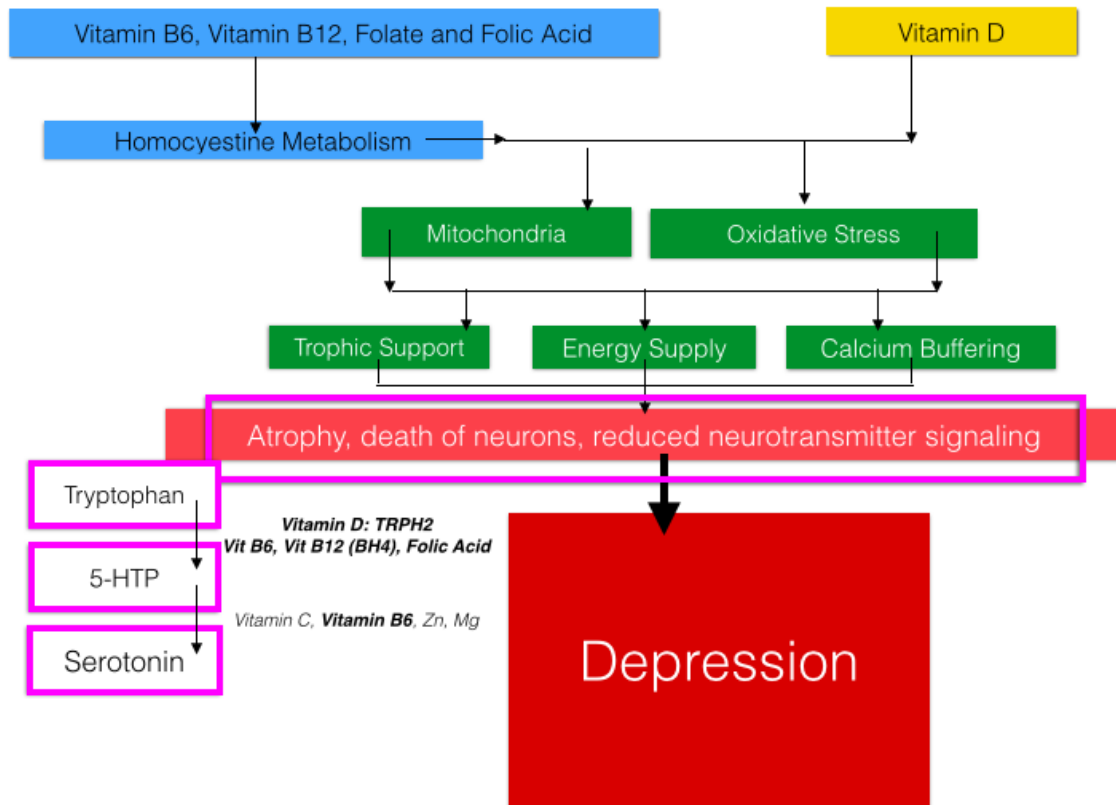 Vitamin B6, Vitamin B12, Folate and Folic Acid
Vitamin D
Homocyestine Metabolism
Mitochondria
Oxidative Stress
Trophic Support
Energy Supply
Calcium Buffering
Atrophy, death of neurons, reduced neurotransmitter signaling
Tryptophan
Vitamin D: TRPH2
Vit B6, Vit B12 (BH4), Folic Acid
5-HTP
Vitamin C, Vitamin B6, Zn, Mg
Serotonin
Depression